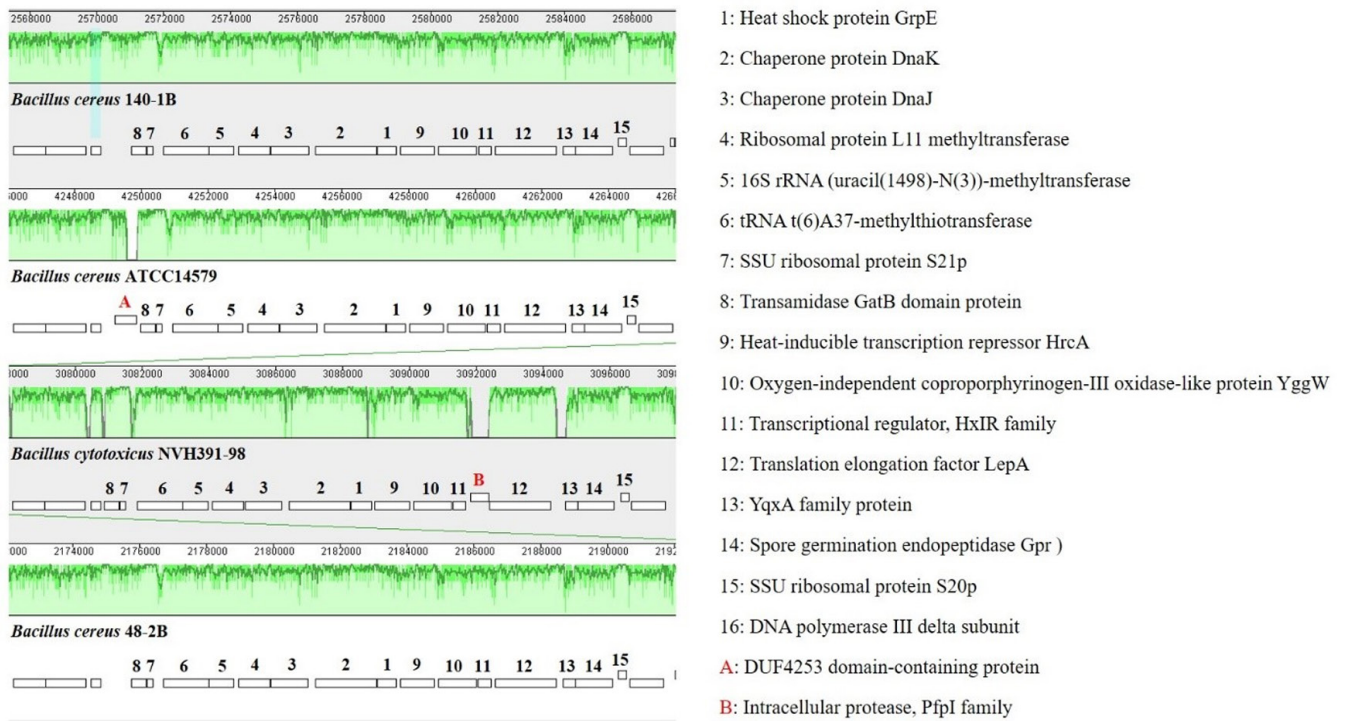 2568000 2570000 2572000 2574000 2576000 2578000 2580000 2582000 2584000 2586000
Bacillus cereus 140-1B
8 7 6 5 4 3 2 1 9 10 11 12 13 14 15
6000 4248000 4250000 4252000 4254000 4256000 4258000 4260000 4262000 4264000 4266
Bacillus cereus ATCC14579
A 8 7 6 5 4 3 2 1 9 10 11 12 13 14 15
3080000 3082000 3084000 3086000 3088000 3090000 3092000 3094000 3096000 3098
Bacillus cytotoxicus NVH391-98
8 7 6 5 4 3 2 1 9 10 11 B 12 13 14 15
000 2174000 2176000 2178000 2180000 2182000 2184000 2186000 2188000 2190000 2192
Bacillus cereus 48-2B
8 7 6 5 4 3 2 1 9 10 11 12 13 14 15
1: Heat shock protein GrpE
2: Chaperone protein DnaK
3: Chaperone protein DnaJ
4: Ribosomal protein L11 methyltransferase
5: 16S rRNA (uracil(1498)-N(3))-methyltransferase
6: tRNA t(6)A37-methylthiotransferase
7: SSU ribosomal protein S21p
8: Transamidase GatB domain protein
9: Heat-inducible transcription repressor HrcA
10: Oxygen-independent coproporphyrinogen-III oxidase-like protein YggW
11: Transcriptional regulator, HxIR family
12: Translation elongation factor LepA
13: YqxA family protein
14: Spore germination endopeptidase Gpr )
15: SSU ribosomal protein S20p
16: DNA polymerase III delta subunit
A: DUF4253 domain-containing protein
B: Intracellular protease, PfpI family